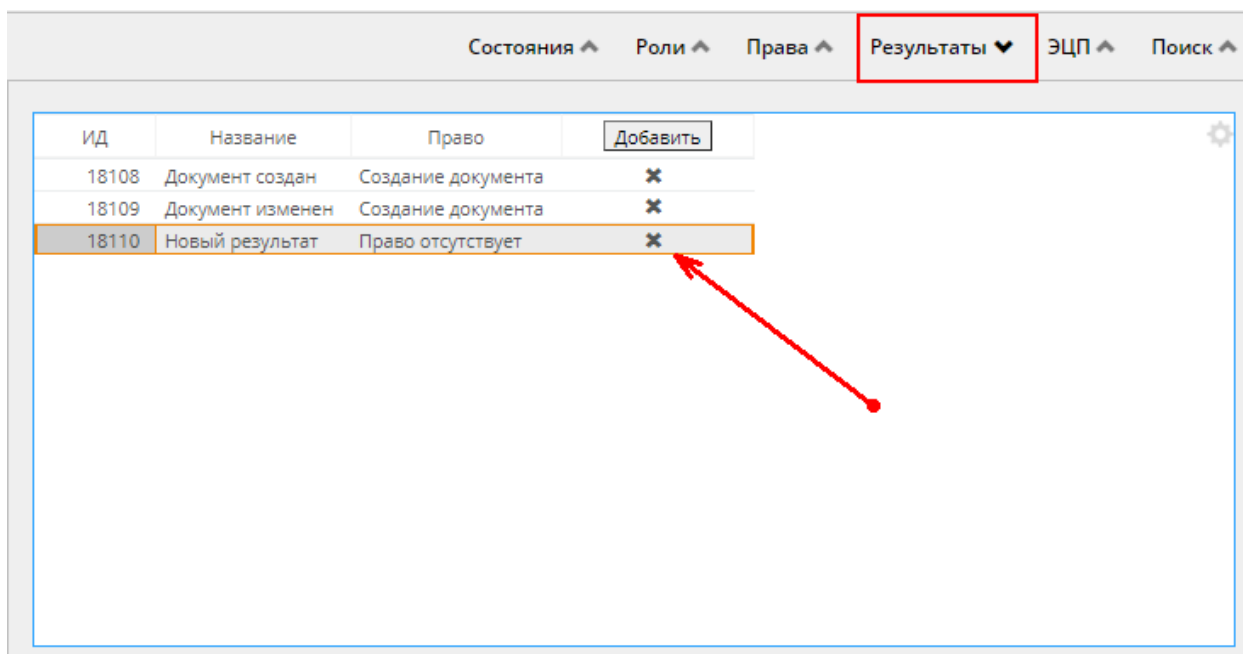 Состояния Роли Права Результаты ЭЦП Поиск
ИД Название Право Добавить
18108 Документ создан Создание документа
18109 Документ изменен Создание документа
18110 Новый результат Право отсутствует